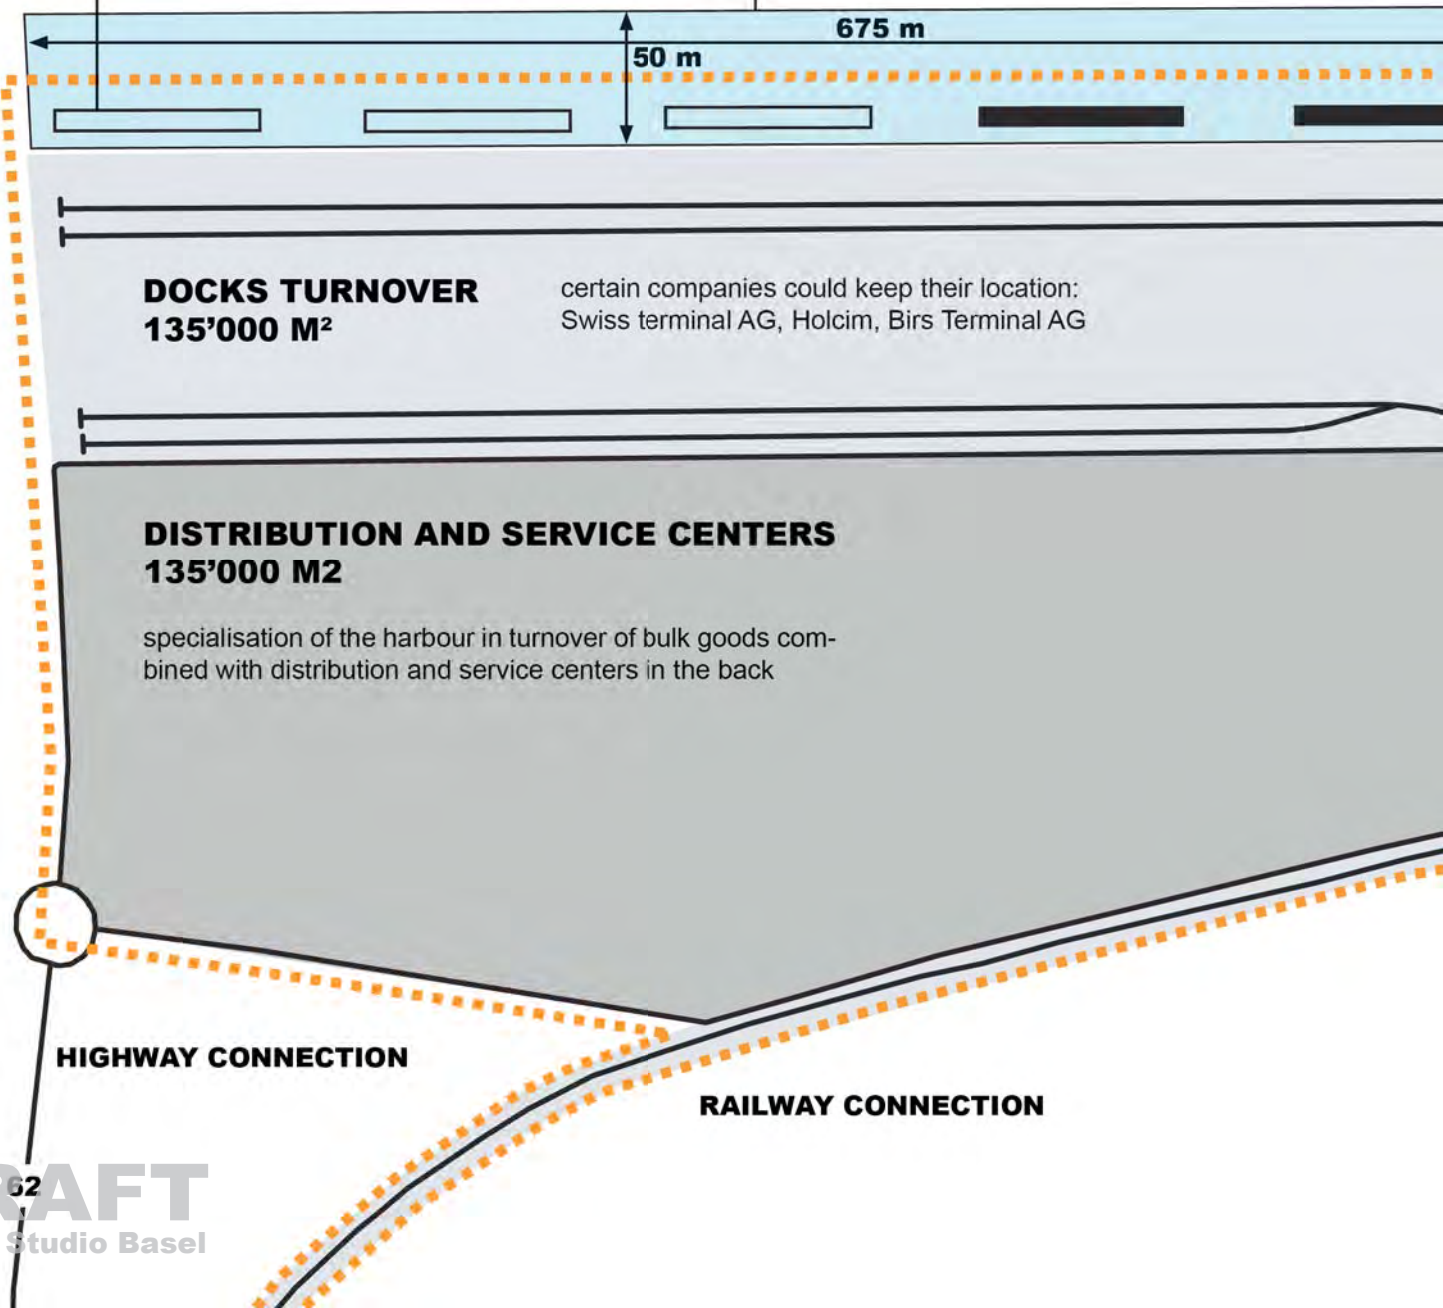 675 m
50 m
DOCKS TURNOVER
135’000 M²
certain companies could keep their location:
Swiss terminal AG, Holcim, Birs Terminal AG
DISTRIBUTION AND SERVICE CENTERS
135’000 M2
specialisation of the harbour in turnover of bulk goods com-
bined with distribution and service centers in the back
HIGHWAY CONNECTION
RAILWAY CONNECTION
62
RAFT
Studio Basel